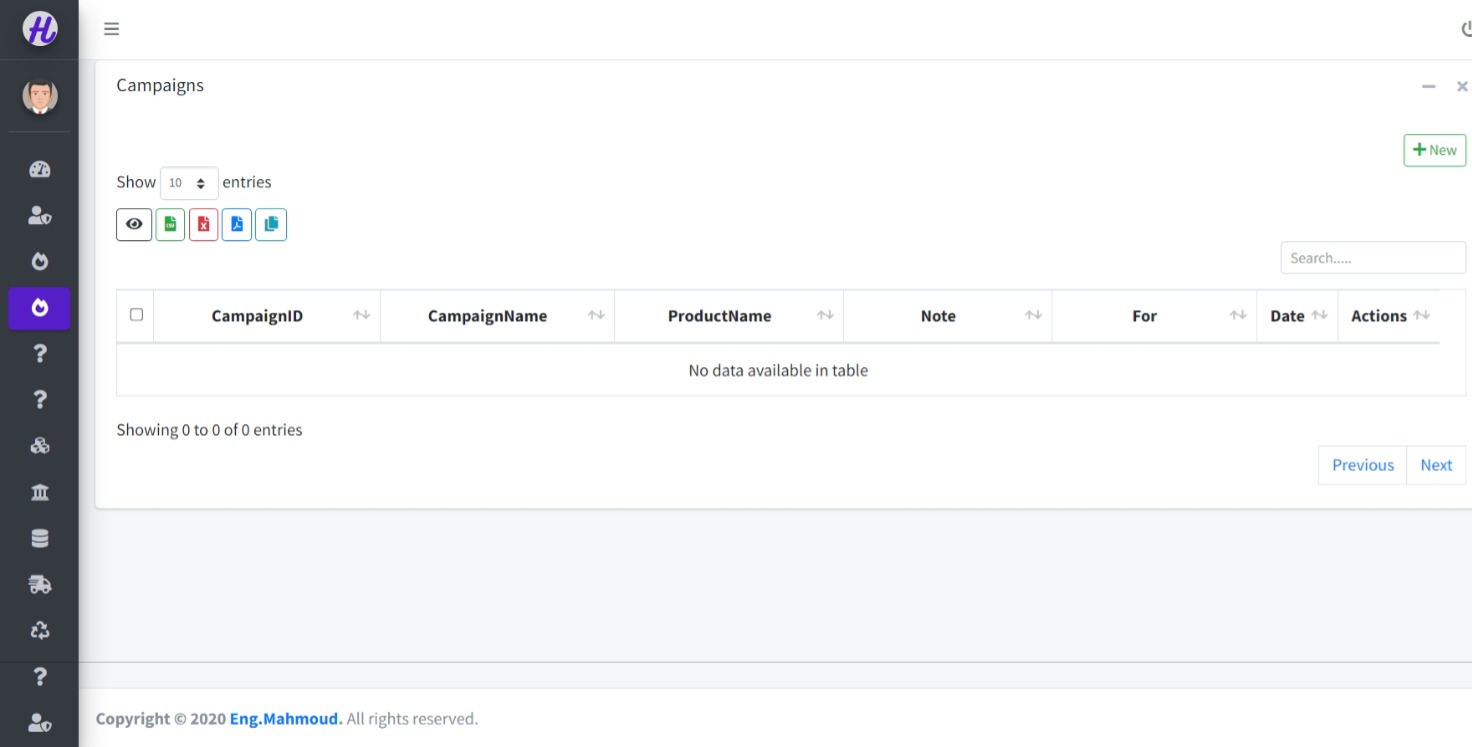 H
Campaigns
New
Show 10 entries
CSV
Search.....
CampaignID CampaignName ProductName Note For Date Actions
No data available in table
Showing 0 to 0 of 0 entries
Previous Next
Copyright © 2020 Eng.Mahmoud. All rights reserved.